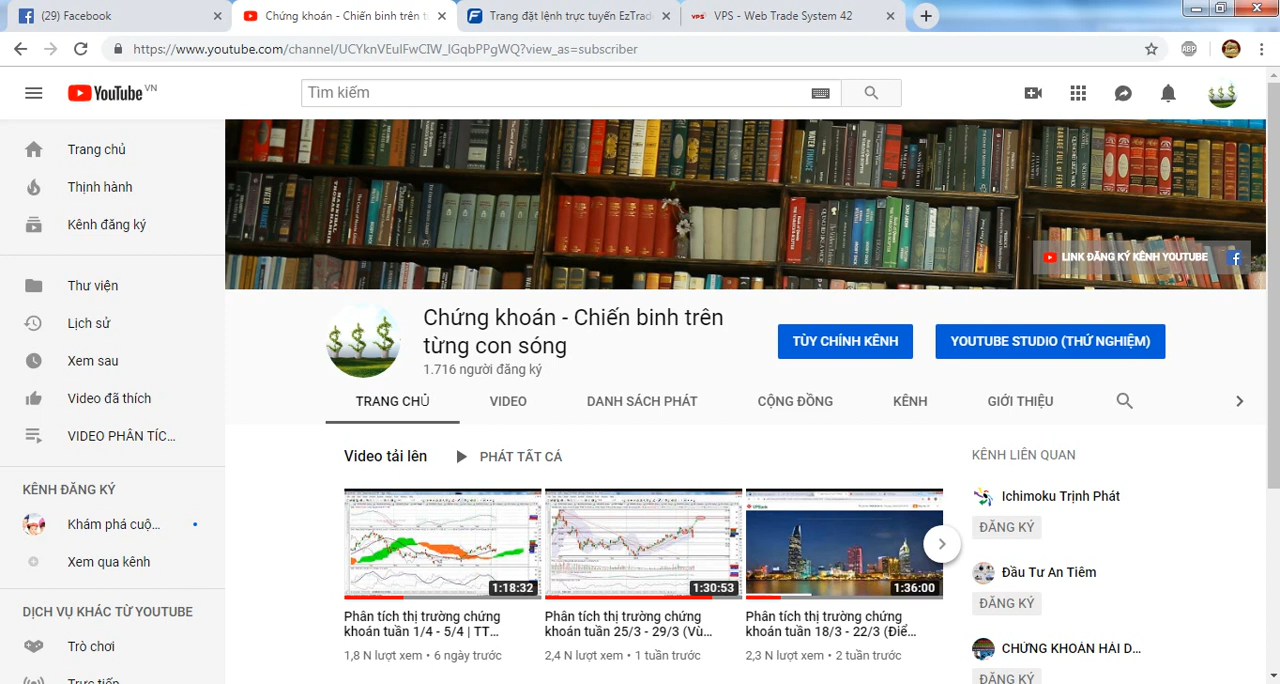 (29) Facebook
Chứng khoán - Chiến binh trên t
Trang đặt lệnh trực tuyến EzTrad
VPS - Web Trade System 42
https://www.youtube.com/channel/UCYknVEulFwCIW_IGqbPPgWQ?view_as=subscriber
ABP
YouTube VN
Tìm kiếm
Trang chủ
Thịnh hành
Kênh đăng ký
Thư viện
Lịch sử
Xem sau
Video đã thích
VIDEO PHÂN TÍC...
KÊNH ĐĂNG KÝ
Khám phá cuộ...
Xem qua kênh
DỊCH VỤ KHÁC TỪ YOUTUBE
Trò chơi
Trực tiếp
LINK ĐĂNG KÝ KÊNH YOUTUBE
Chứng khoán - Chiến binh trên
từng con sóng
1.716 người đăng ký
TÙY CHỈNH KÊNH
YOUTUBE STUDIO (THỬ NGHIỆM)
TRANG CHỦ
VIDEO
DANH SÁCH PHÁT
CỘNG ĐỒNG
KÊNH
GIỚI THIỆU
Video tải lên
PHÁT TẤT CẢ
1:18:32
Phân tích thị trường chứng
khoán tuần 1/4 - 5/4 | TT...
1,8 N lượt xem • 6 ngày trước
1:30:53
Phân tích thị trường chứng
khoán tuần 25/3 - 29/3 (Vù...
2,4 N lượt xem • 1 tuần trước
1:36:00
Phân tích thị trường chứng
khoán tuần 18/3 - 22/3 (Điể...
2,3 N lượt xem • 2 tuần trước
KÊNH LIÊN QUAN
Ichimoku Trịnh Phát
ĐĂNG KÝ
Đầu Tư An Tiêm
ĐĂNG KÝ
CHỨNG KHOÁN HẢI D...
ĐĂNG KÝ